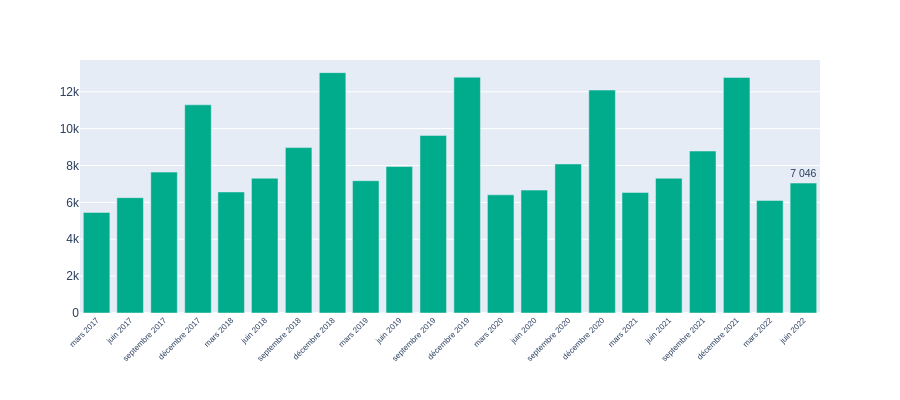 12k
10k
8k
6k
4k
2k
0
7 046
mars 2017
juin 2017
septembre 2017
décembre 2017
mars 2018
juin 2018
septembre 2018
décembre 2018
mars 2019
juin 2019
septembre 2019
décembre 2019
mars 2020
juin 2020
septembre 2020
décembre 2020
mars 2021
juin 2021
septembre 2021
décembre 2021
mars 2022
juin 2022